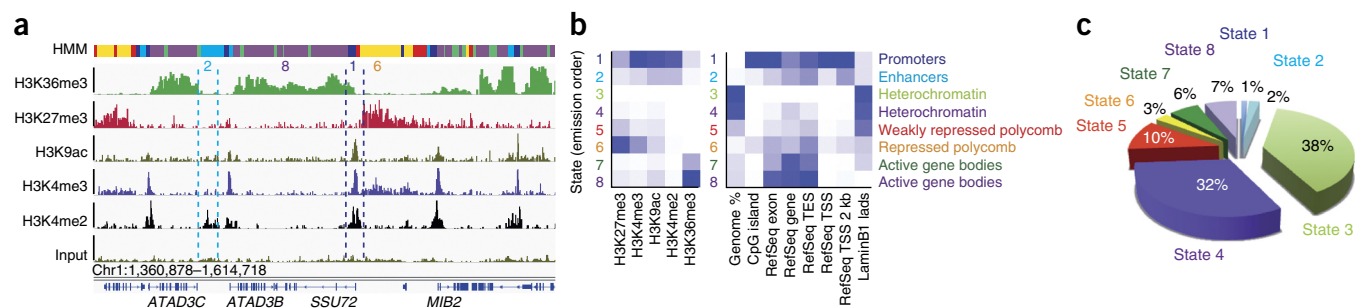 a
HMM
2
8
1
6
H3K36me3
H3K27me3
H3K9ac
H3K4me3
H3K4me2
Input
Chr1:1,360,878–1,614,718
ATAD3C
ATAD3B
SSU72
MIB2
b
State (emission order)
1
2
3
4
5
6
7
8
H3K27me3
H3K4me3
H3K9ac
H3K4me2
H3K36me3
1
2
3
4
5
6
7
8
Promoters
Enhancers
Heterochromatin
Heterochromatin
Weakly repressed polycomb
Repressed polycomb
Active gene bodies
Active gene bodies
Genome %
CpG island
RefSeq exon
RefSeq gene
RefSeq TES
RefSeq TSS
RefSeq TSS 2 kb
LaminB1 lads
c
State 1
State 8
State 2
State 7
7%
1%
6%
2%
State 6
3%
State 5
10%
38%
32%
State 3
State 4